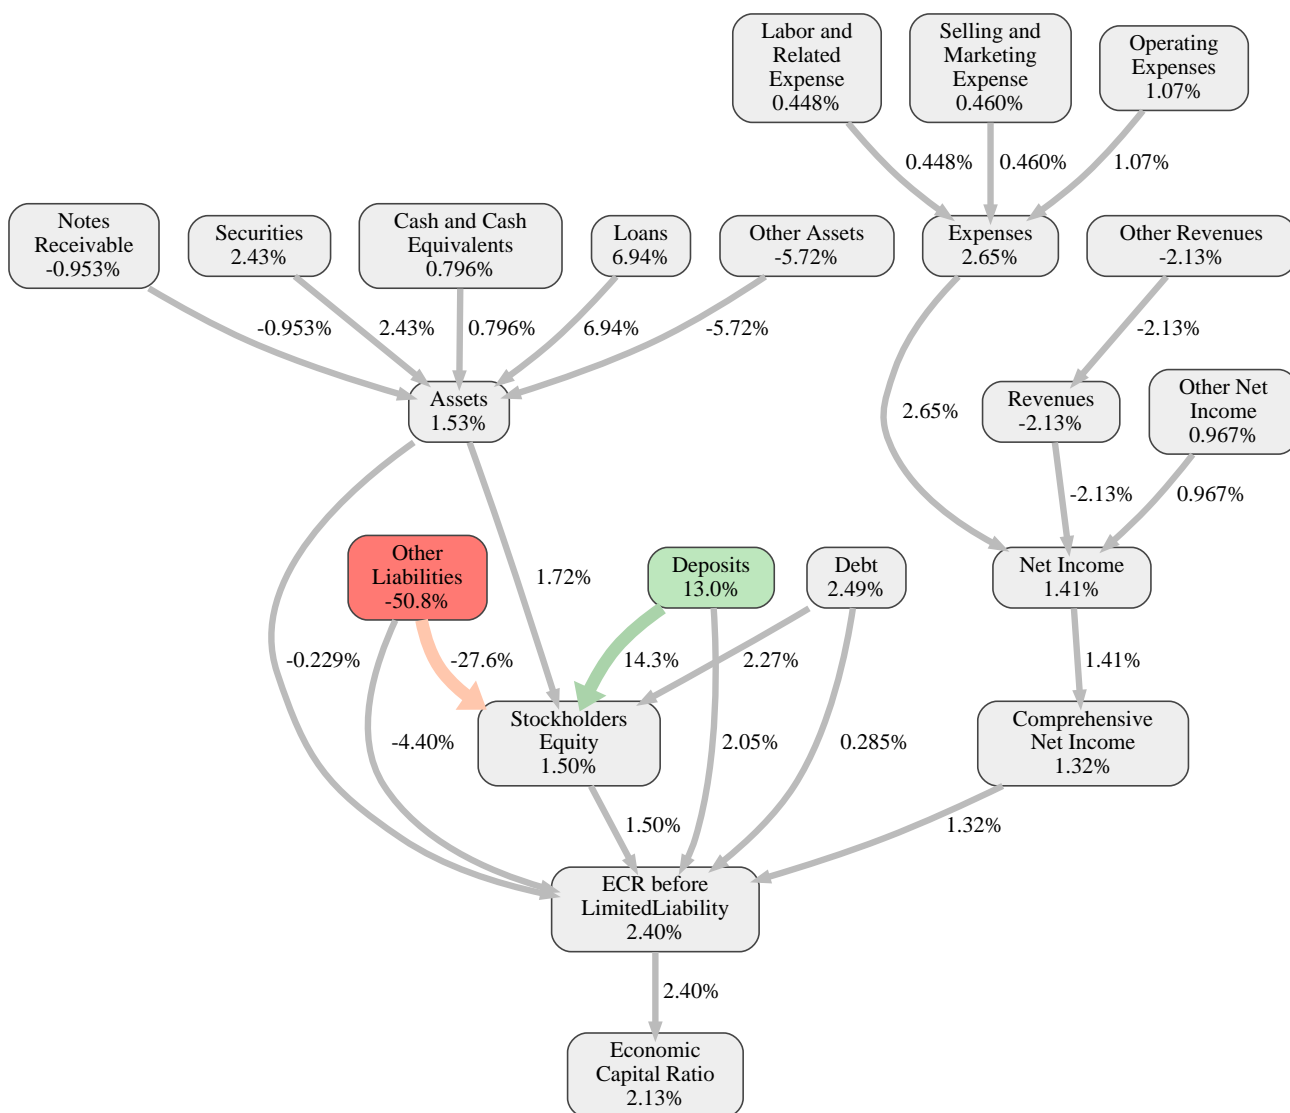 Labor and
Related
Expense
0.448%
Selling and
Marketing
Expense
0.460%
Operating
Expenses
1.07%
0.448%
0.460%
1.07%
Notes
Receivable
-0.953%
Securities
2.43%
Cash and Cash
Equivalents
0.796%
Loans
6.94%
Other Assets
-5.72%
Expenses
2.65%
Other Revenues
-2.13%
-0.953%
2.43%
0.796%
6.94%
-5.72%
-2.13%
Assets
1.53%
2.65%
Revenues
-2.13%
Other Net
Income
0.967%
-2.13%
0.967%
Other
Liabilities
-50.8%
1.72%
Deposits
13.0%
Debt
2.49%
Net Income
1.41%
-0.229%
-27.6%
14.3%
2.27%
1.41%
-4.40%
Stockholders
Equity
1.50%
2.05%
0.285%
Comprehensive
Net Income
1.32%
1.50%
1.32%
ECR before
LimitedLiability
2.40%
2.40%
Economic
Capital Ratio
2.13%